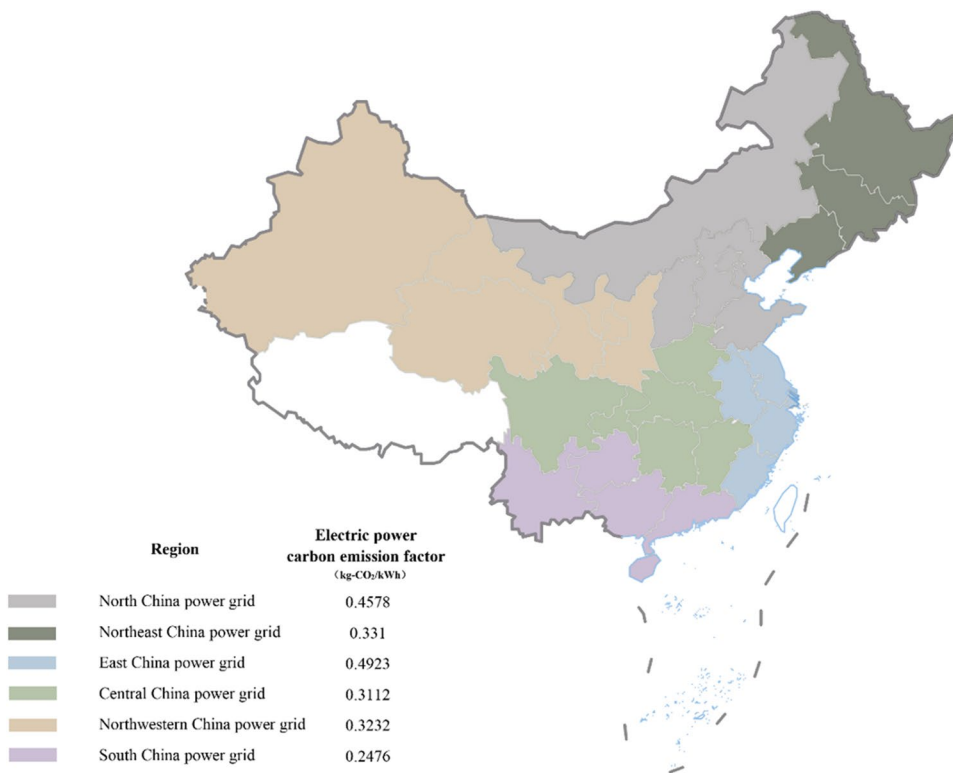 Region
Electric power
carbon emission factor
(kg-CO₂/kWh)
North China power grid 0.4578
Northeast China power grid 0.331
East China power grid 0.4923
Central China power grid 0.3112
Northwestern China power grid 0.3232
South China power grid 0.2476